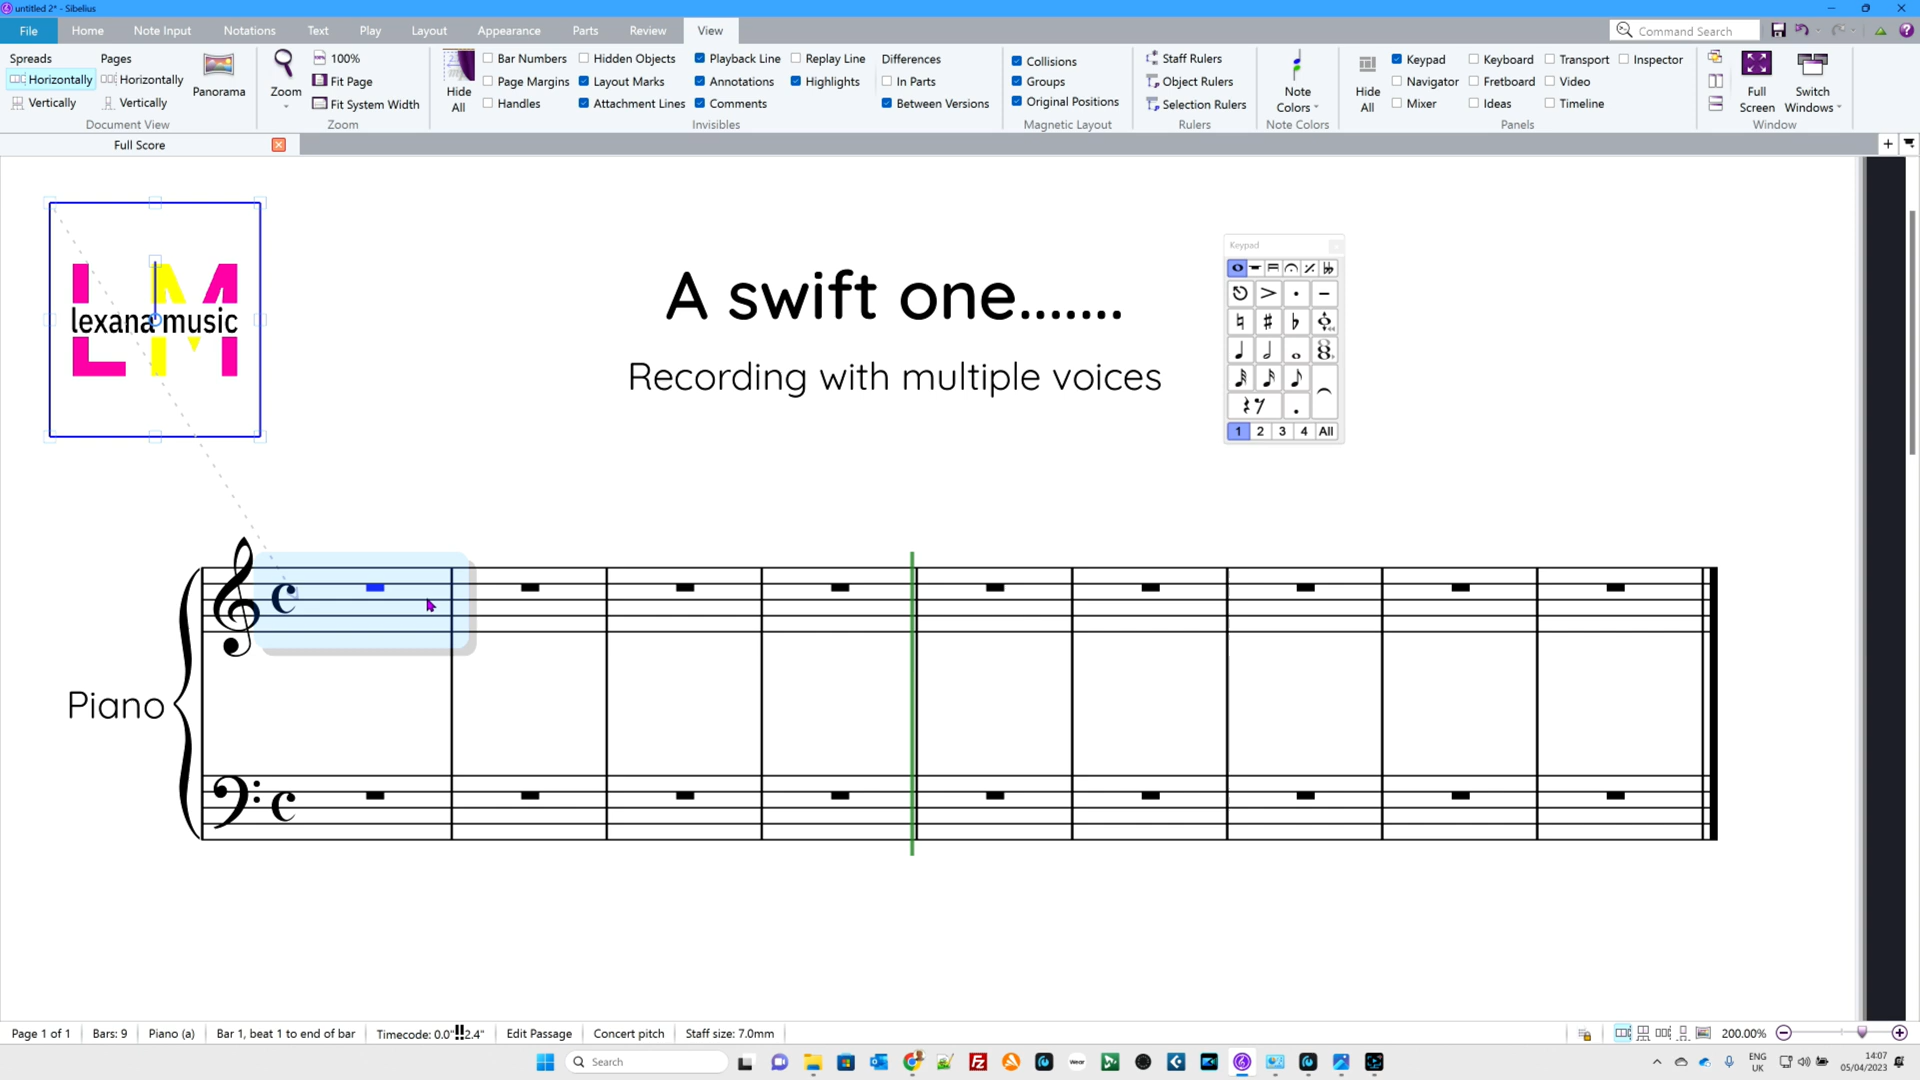 untitled 2* - Sibelius
File Home Note Input Notations Text Play Layout Appearance Parts Review View Command Search
Spreads Pages 100% Bar Numbers Hidden Objects Playback Line Replay Line Differences Collisions Staff Rulers Keypad Keyboard Transport Inspector
Horizontally Horizontally Panorama Zoom Fit Page Hide All Page Margins Layout Marks Annotations Highlights In Parts Groups Object Rulers Note Colors Hide All Navigator Fretboard Video Full Screen Switch Windows
Vertically Vertically Fit System Width Handles Attachment Lines Comments Between Versions Original Positions Selection Rulers Mixer Ideas Timeline
Document View Zoom Invisibles Magnetic Layout Rulers Note Colors Panels Window
Full Score
Keypad
LM
lexana music
A swift one.......
Recording with multiple voices
1 2 3 4 All
Piano
Page 1 of 1 Bars: 9 Piano (a) Bar 1, beat 1 to end of bar Timecode: 0.0" 2.4" Edit Passage Concert pitch Staff size: 7.0mm 200.00%
Search
ENG
UK
14:07
05/04/2023